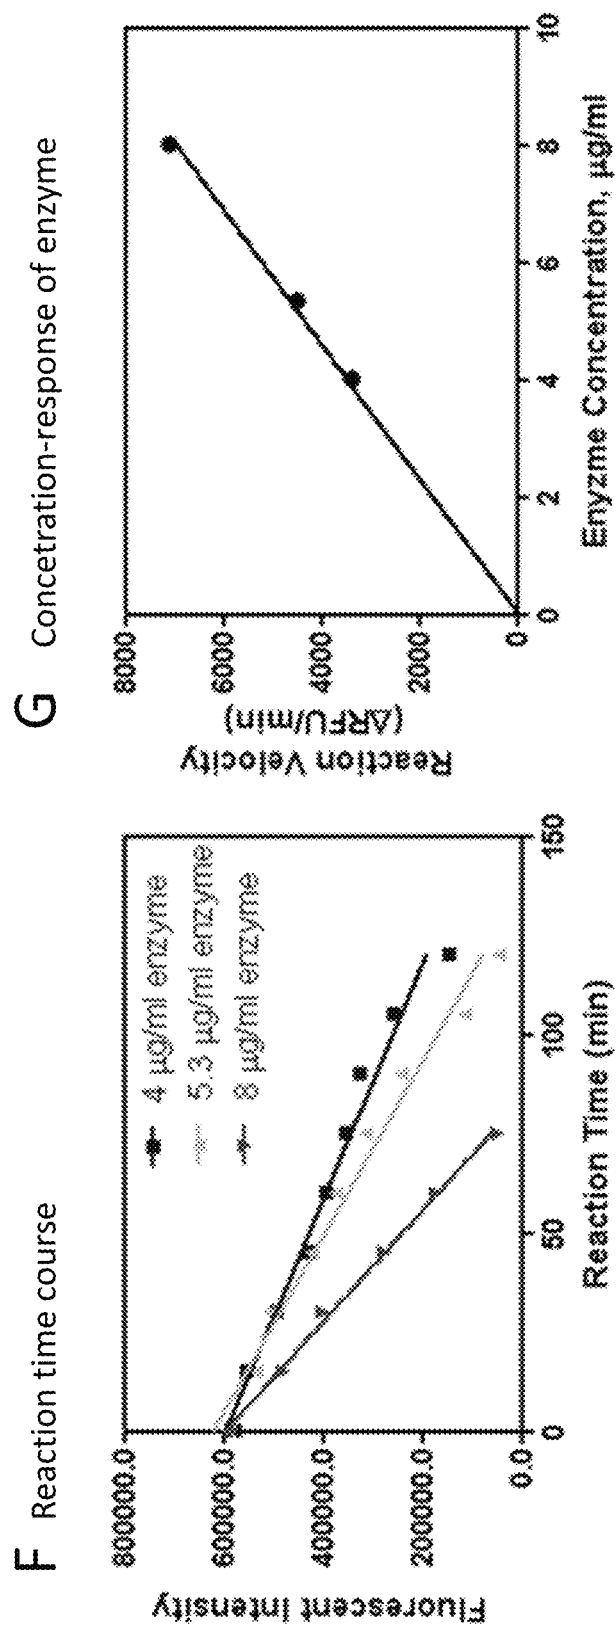 F Reaction time course
Fluorescent Intensity
800000.0
600000.0
400000.0
200000.0
0.0
4 µg/ml enzyme
5.3 µg/ml enzyme
8 µg/ml enzyme
0 50 100 150
Reaction Time (min)
G Concetration-response of enzyme
Reaction Velocity
(ΔRFU/min)
8000
6000
4000
2000
0
0 2 4 6 8 10
Enyzme Concentration, µg/ml